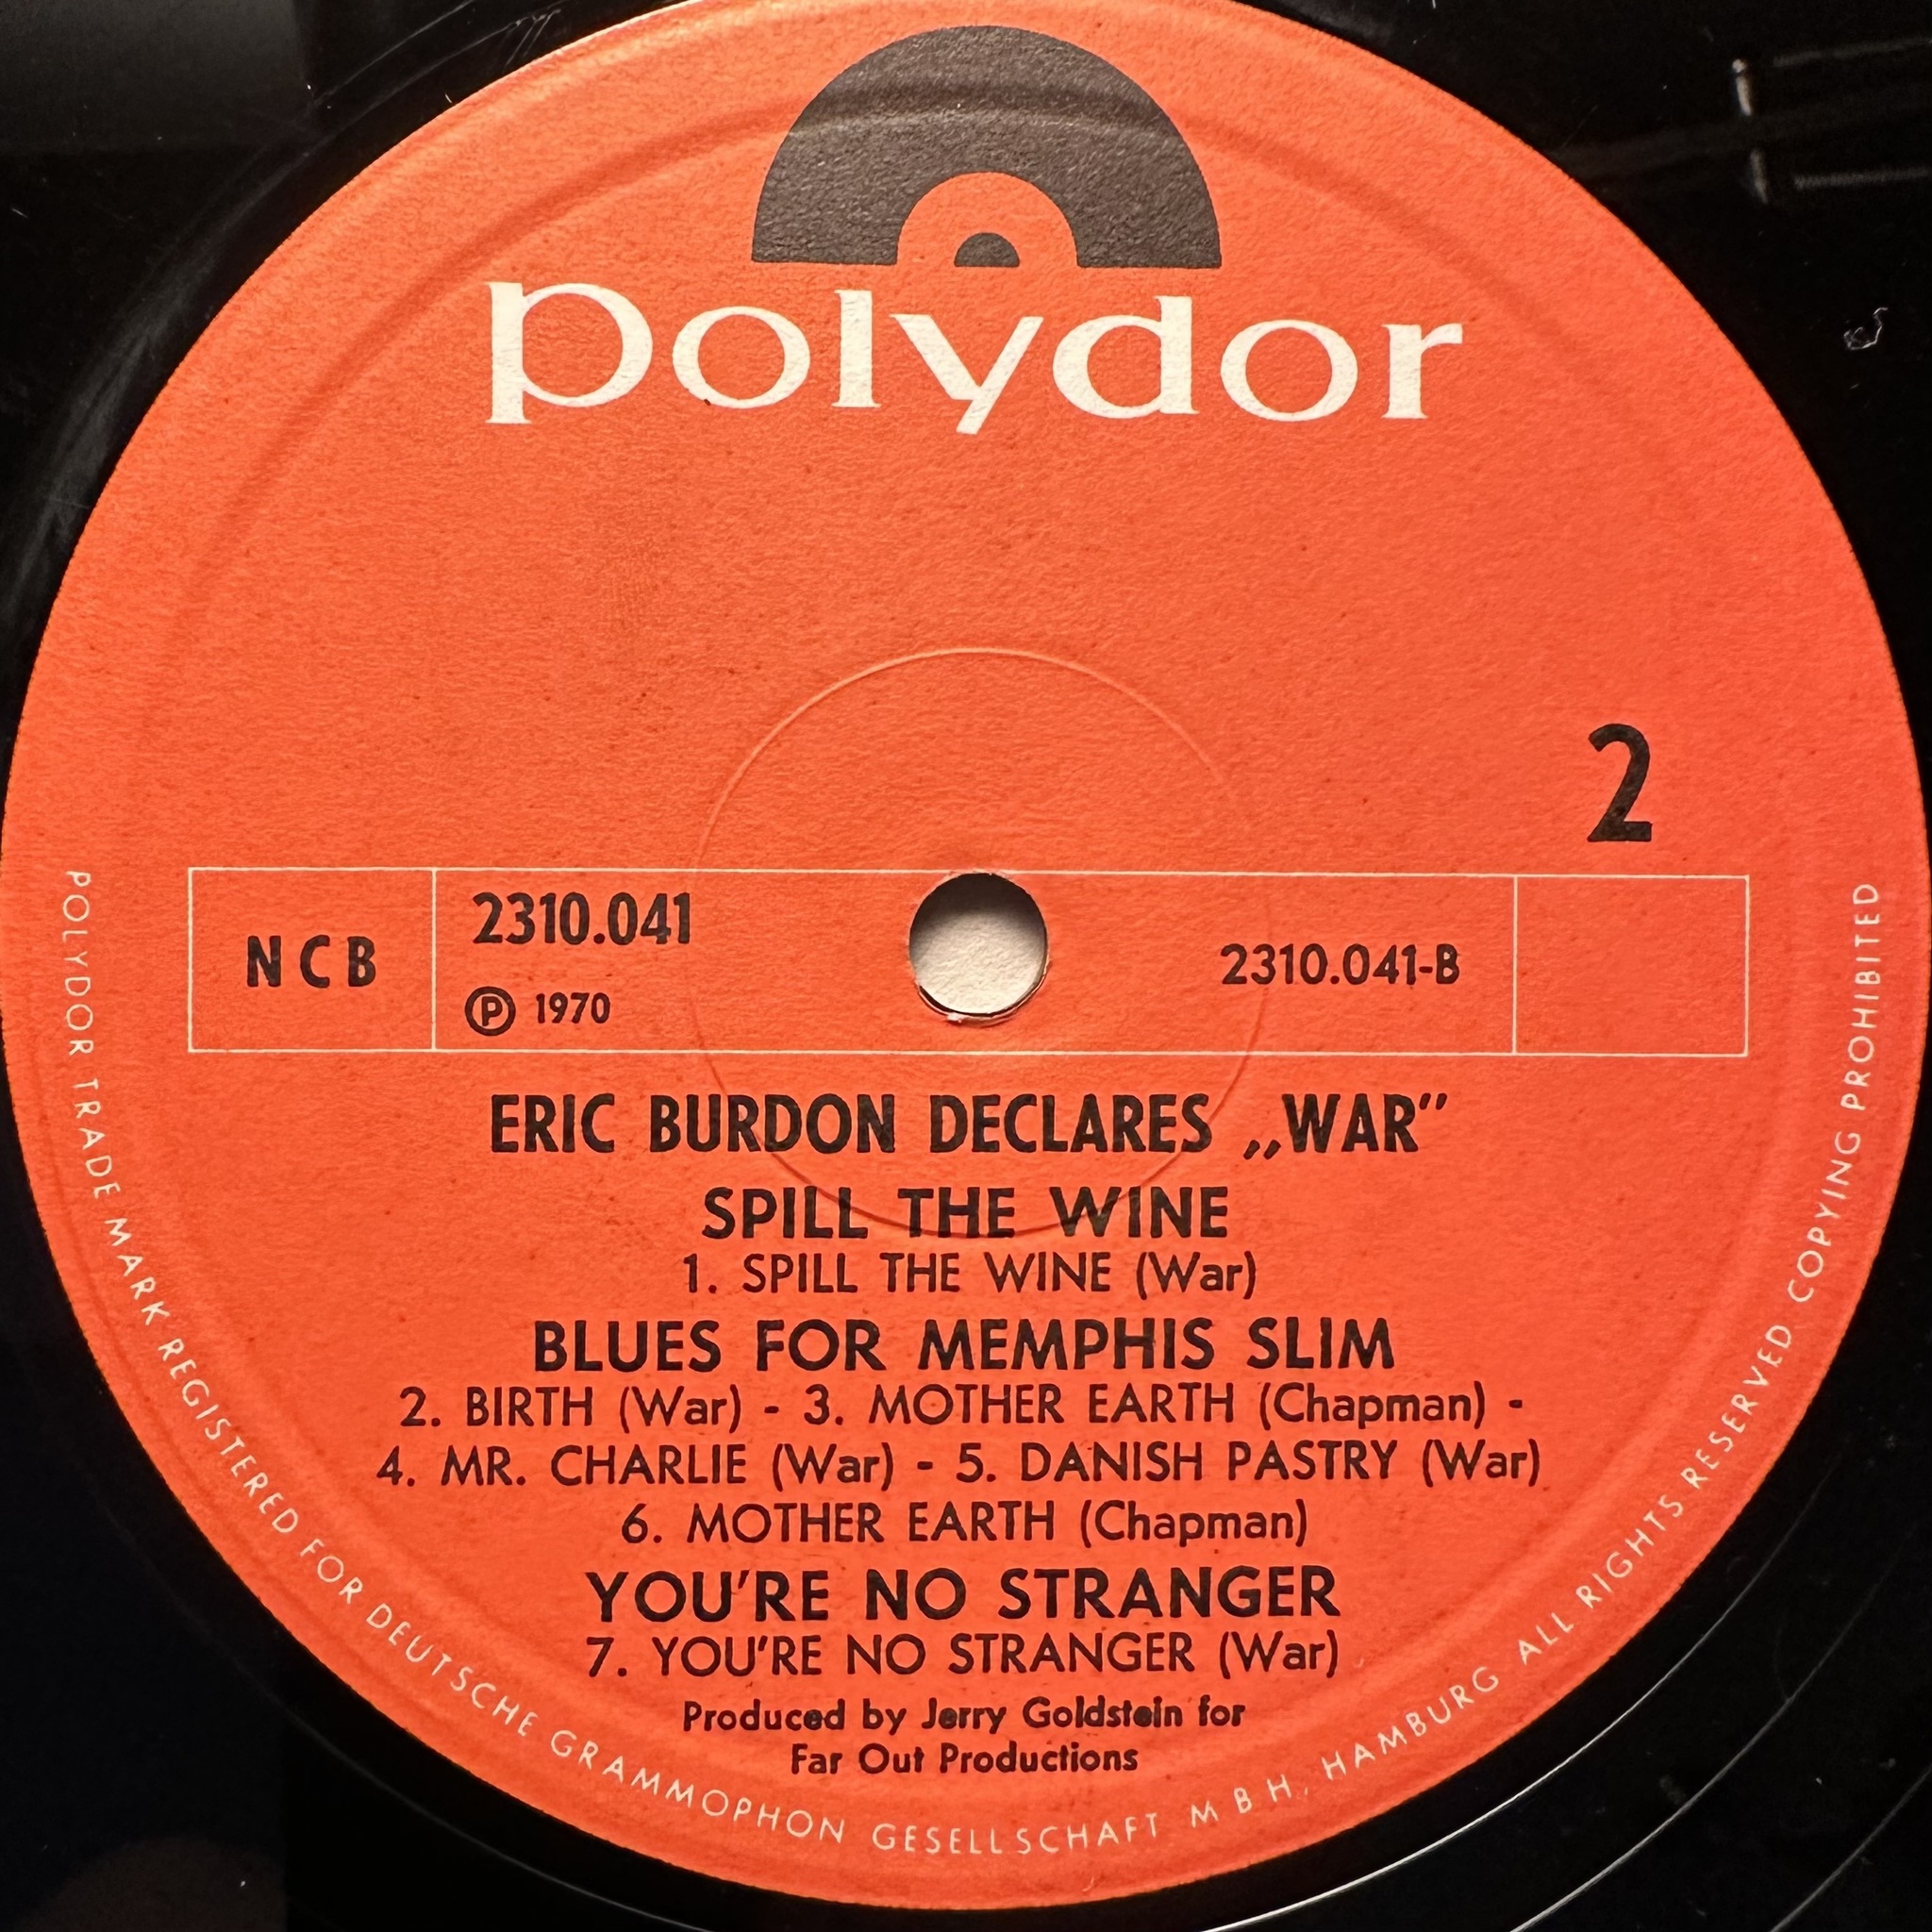 polydor
2
NCB
2310.041
Ⓟ 1970
2310.041-B
ERIC BURDON DECLARES „WAR”
SPILL THE WINE
1. SPILL THE WINE (War)
BLUES FOR MEMPHIS SLIM
2. BIRTH (War) - 3. MOTHER EARTH (Chapman) -
4. MR. CHARLIE (War) - 5. DANISH PASTRY (War)
6. MOTHER EARTH (Chapman)
YOU'RE NO STRANGER
7. YOU'RE NO STRANGER (War)
Produced by Jerry Goldstein for
Far Out Productions
POLYDOR TRADE MARK REGISTERED FOR DEUTSCHE GRAMMOPHON GESELLSCHAFT M B H, HAMBURG ALL RIGHTS RESERVED COPYING PROHIBITED